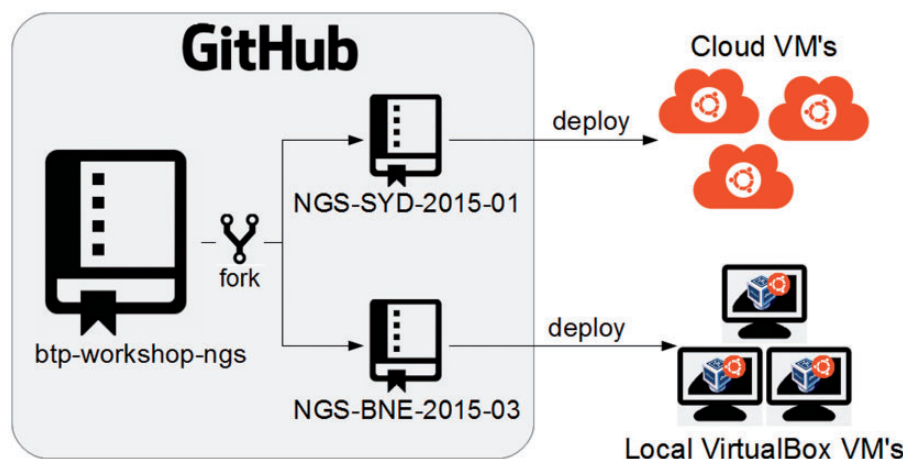 GitHub
Cloud VM's
deploy
NGS-SYD-2015-01
fork
btp-workshop-ngs
deploy
NGS-BNE-2015-03
Local VirtualBox VM's